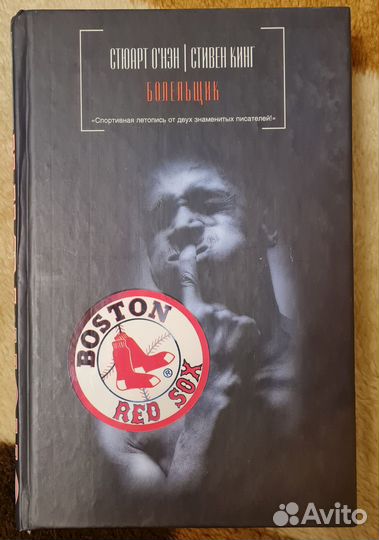 СТЮАРТ О'НЭН | СТИВЕН КИНГ
БОЛЕЛЬЩИК
«Спортивная летопись от двух знаменитых писателей!»
BOSTON
RED SOX
®
Avito